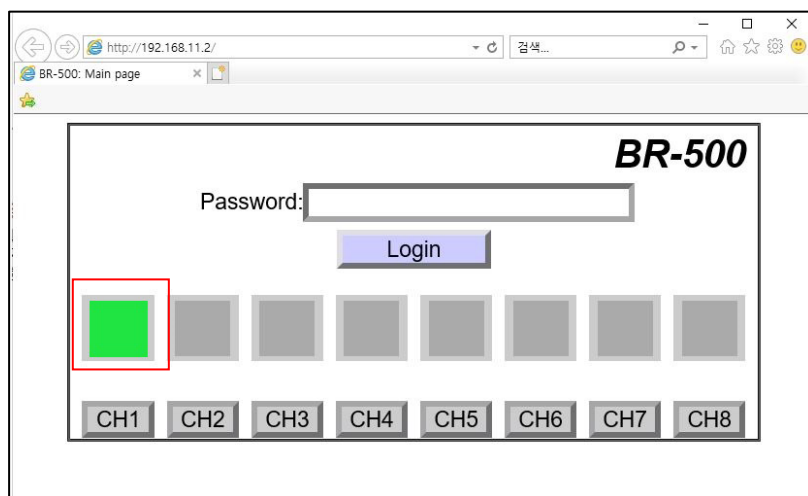 http://192.168.11.2/
검색...
BR-500: Main page
BR-500
Password:
Login
CH1 CH2 CH3 CH4 CH5 CH6 CH7 CH8